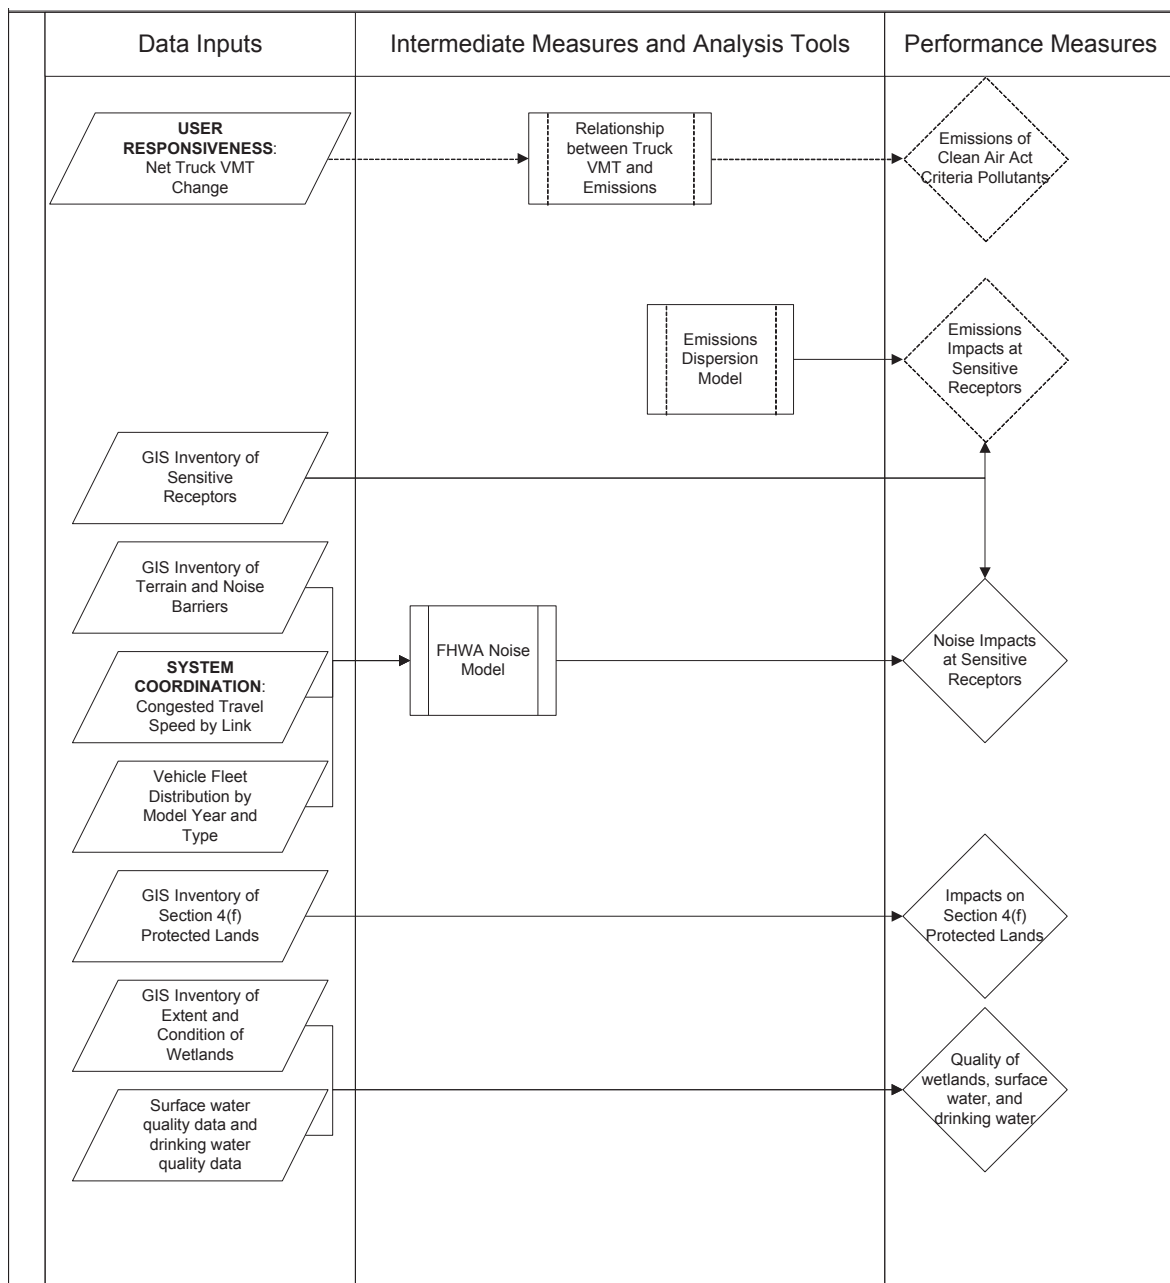 Data Inputs
Intermediate Measures and Analysis Tools
Performance Measures
USER
RESPONSIVENESS:
Net Truck VMT
Change
Relationship
between Truck
VMT and
Emissions
Emissions of
Clean Air Act
Criteria Pollutants
Emissions
Dispersion
Model
Emissions
Impacts at
Sensitive
Receptors
GIS Inventory of
Sensitive
Receptors
GIS Inventory of
Terrain and Noise
Barriers
SYSTEM
COORDINATION:
Congested Travel
Speed by Link
FHWA Noise
Model
Noise Impacts
at Sensitive
Receptors
Vehicle Fleet
Distribution by
Model Year and
Type
GIS Inventory of
Section 4(f)
Protected Lands
Impacts on
Section 4(f)
Protected Lands
GIS Inventory of
Extent and
Condition of
Wetlands
Surface water
quality data and
drinking water
quality data
Quality of
wetlands, surface
water, and
drinking water